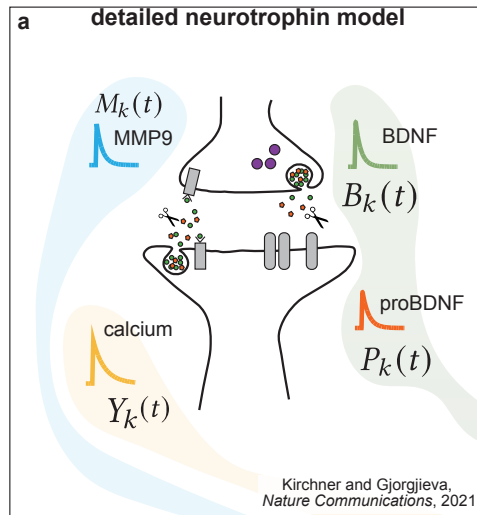 a
detailed neurotrophin model
M_k(t)
MMP9
BDNF
B_k(t)
proBDNF
P_k(t)
calcium
Y_k(t)
Kirchner and Gjorgjieva,
Nature Communications, 2021